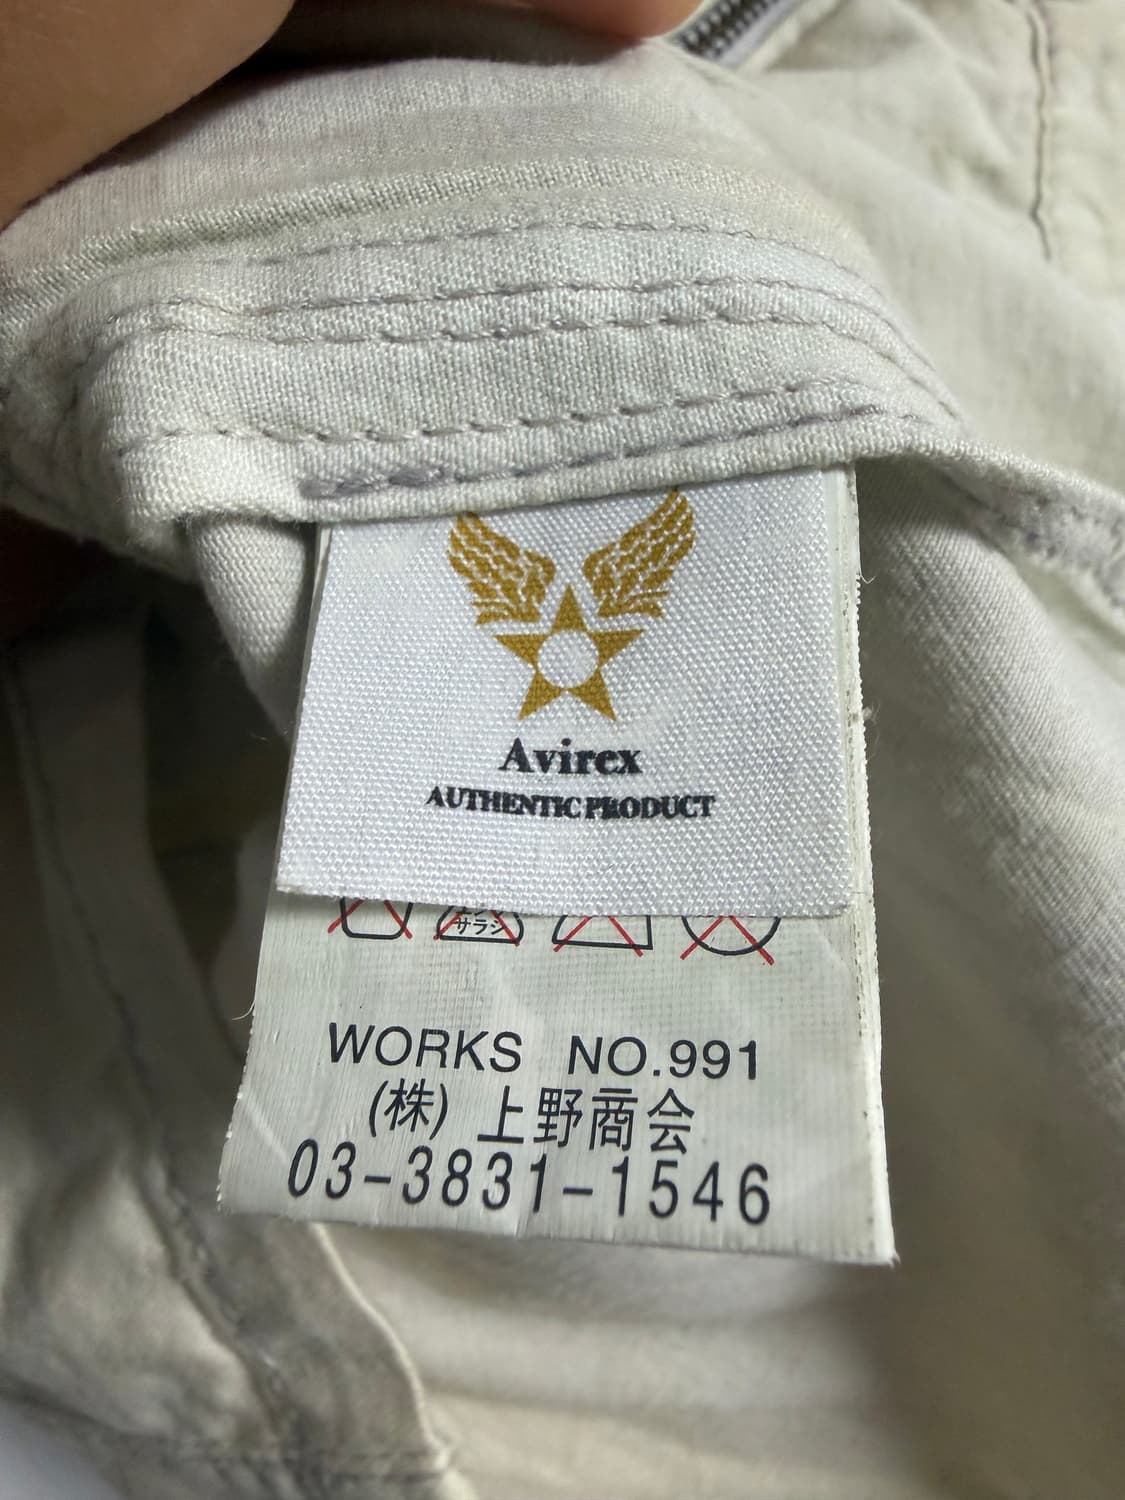 Avirex
AUTHENTIC PRODUCT
サラシ
WORKS NO.991
(株) 上野商会
03-3831-1546